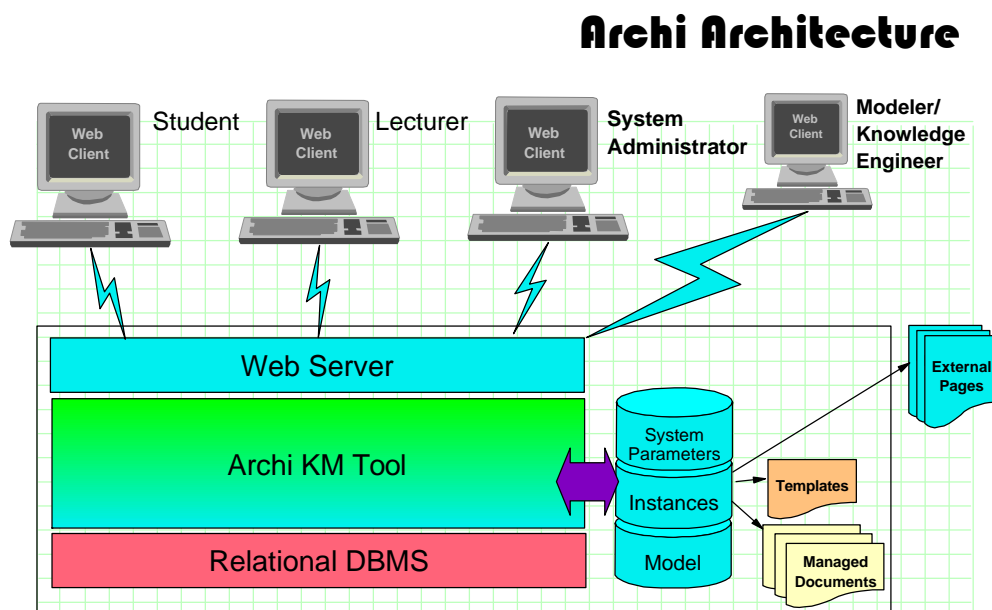 Archi Architecture
Web
Client
Student
Web
Client
Lecturer
Web
Client
System
Administrator
Web
Client
Modeler/
Knowledge
Engineer
Web Server
External
Pages
Archi KM Tool
System
Parameters
Instances
Model
Templates
Managed
Documents
Relational DBMS